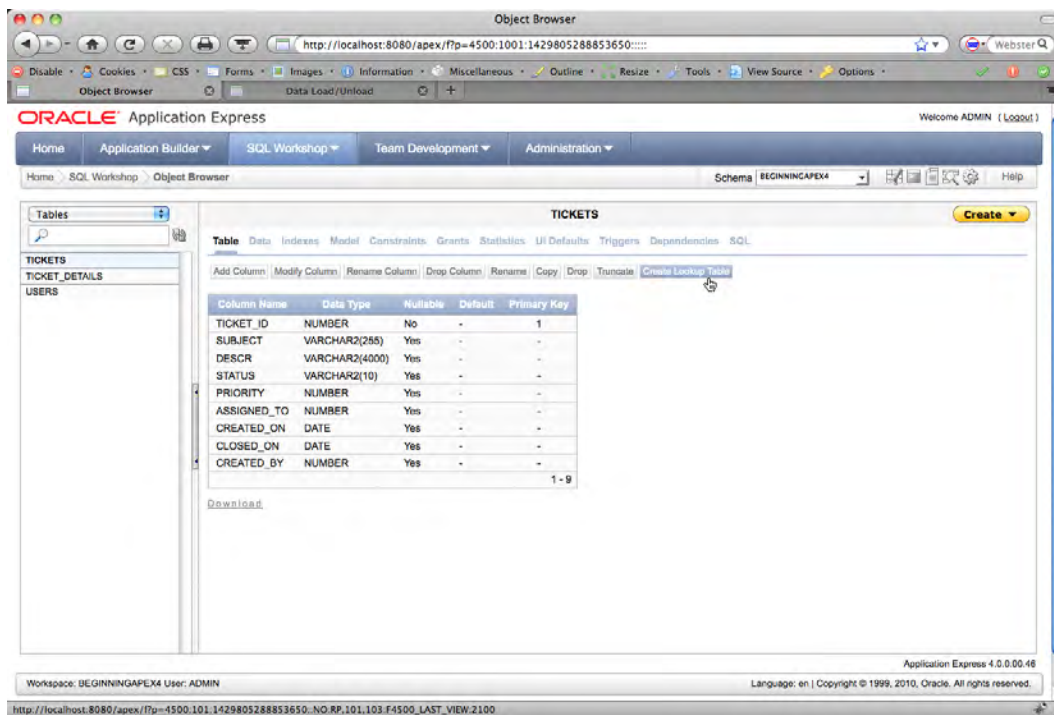 Object Browser
http://localhost:8080/apex/f?p=4500:1001:1429805288853650:::::
Webster
Disable Cookies CSS Forms Images Information Miscellaneous Outline Resize Tools View Source Options
Object Browser Data Load/Unload +
ORACLE Application Express
Welcome ADMIN ( Logout )
Home Application Builder SQL Workshop Team Development Administration
Home SQL Workshop Object Browser
Schema BEGINNINGAPEX4 Help
Tables
TICKETS
Create
Table Data Indexes Model Constraints Grants Statistics UI Defaults Triggers Dependencies SQL
TICKETS
TICKET_DETAILS
USERS
Add Column Modify Column Rename Column Drop Column Rename Copy Drop Truncate Create Lookup Table
Column Name Data Type Nullable Default Primary Key
TICKET_ID NUMBER No - 1
SUBJECT VARCHAR2(255) Yes - -
DESCR VARCHAR2(4000) Yes - -
STATUS VARCHAR2(10) Yes - -
PRIORITY NUMBER Yes - -
ASSIGNED_TO NUMBER Yes - -
CREATED_ON DATE Yes - -
CLOSED_ON DATE Yes - -
CREATED_BY NUMBER Yes - -
1 - 9
Download
Application Express 4.0.0.00.46
Workspace: BEGINNINGAPEX4 User: ADMIN
Language: en | Copyright © 1999, 2010, Oracle. All rights reserved.
http://localhost:8080/apex/f?p=4500:101:1429805288853650::NO:RP,101,103:F4500_LAST_VIEW:2100